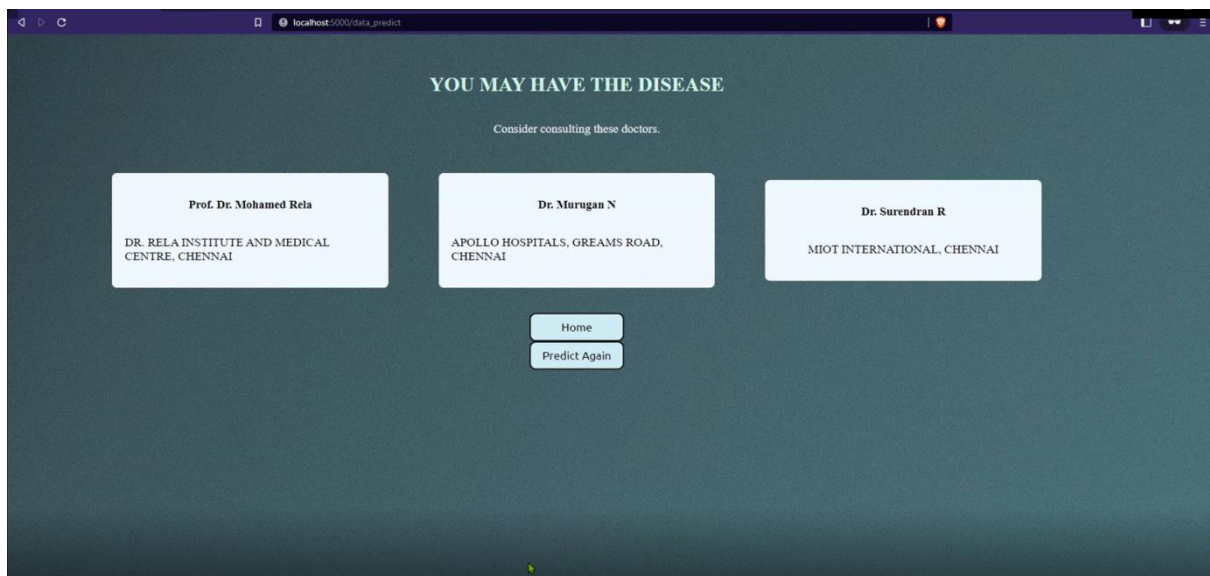 localhost:5000/data_predict
YOU MAY HAVE THE DISEASE
Consider consulting these doctors.
Prof. Dr. Mohamed Rela
DR. RELA INSTITUTE AND MEDICAL
CENTRE, CHENNAI
Dr. Murugan N
APOLLO HOSPITALS, GREAMS ROAD,
CHENNAI
Dr. Surendran R
MIOT INTERNATIONAL, CHENNAI
Home
Predict Again